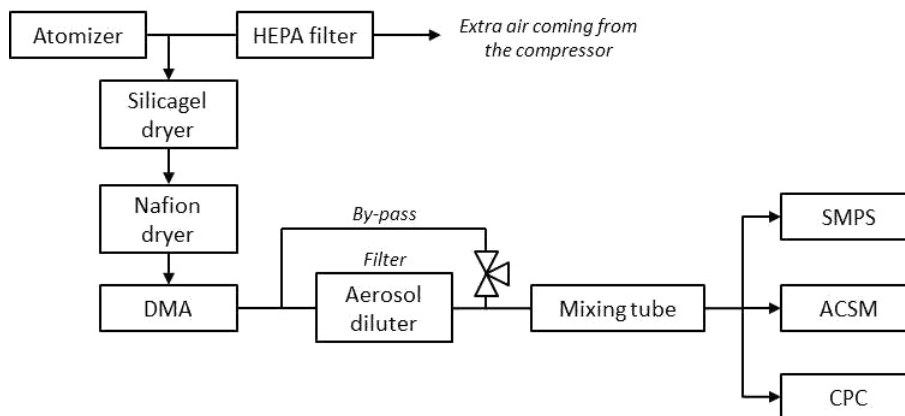 Atomizer
HEPA filter
Extra air coming from
the compressor
Silicagel
dryer
Nafion
dryer
By-pass
SMPS
Filter
DMA
Aerosol
diluter
Mixing tube
ACSM
CPC